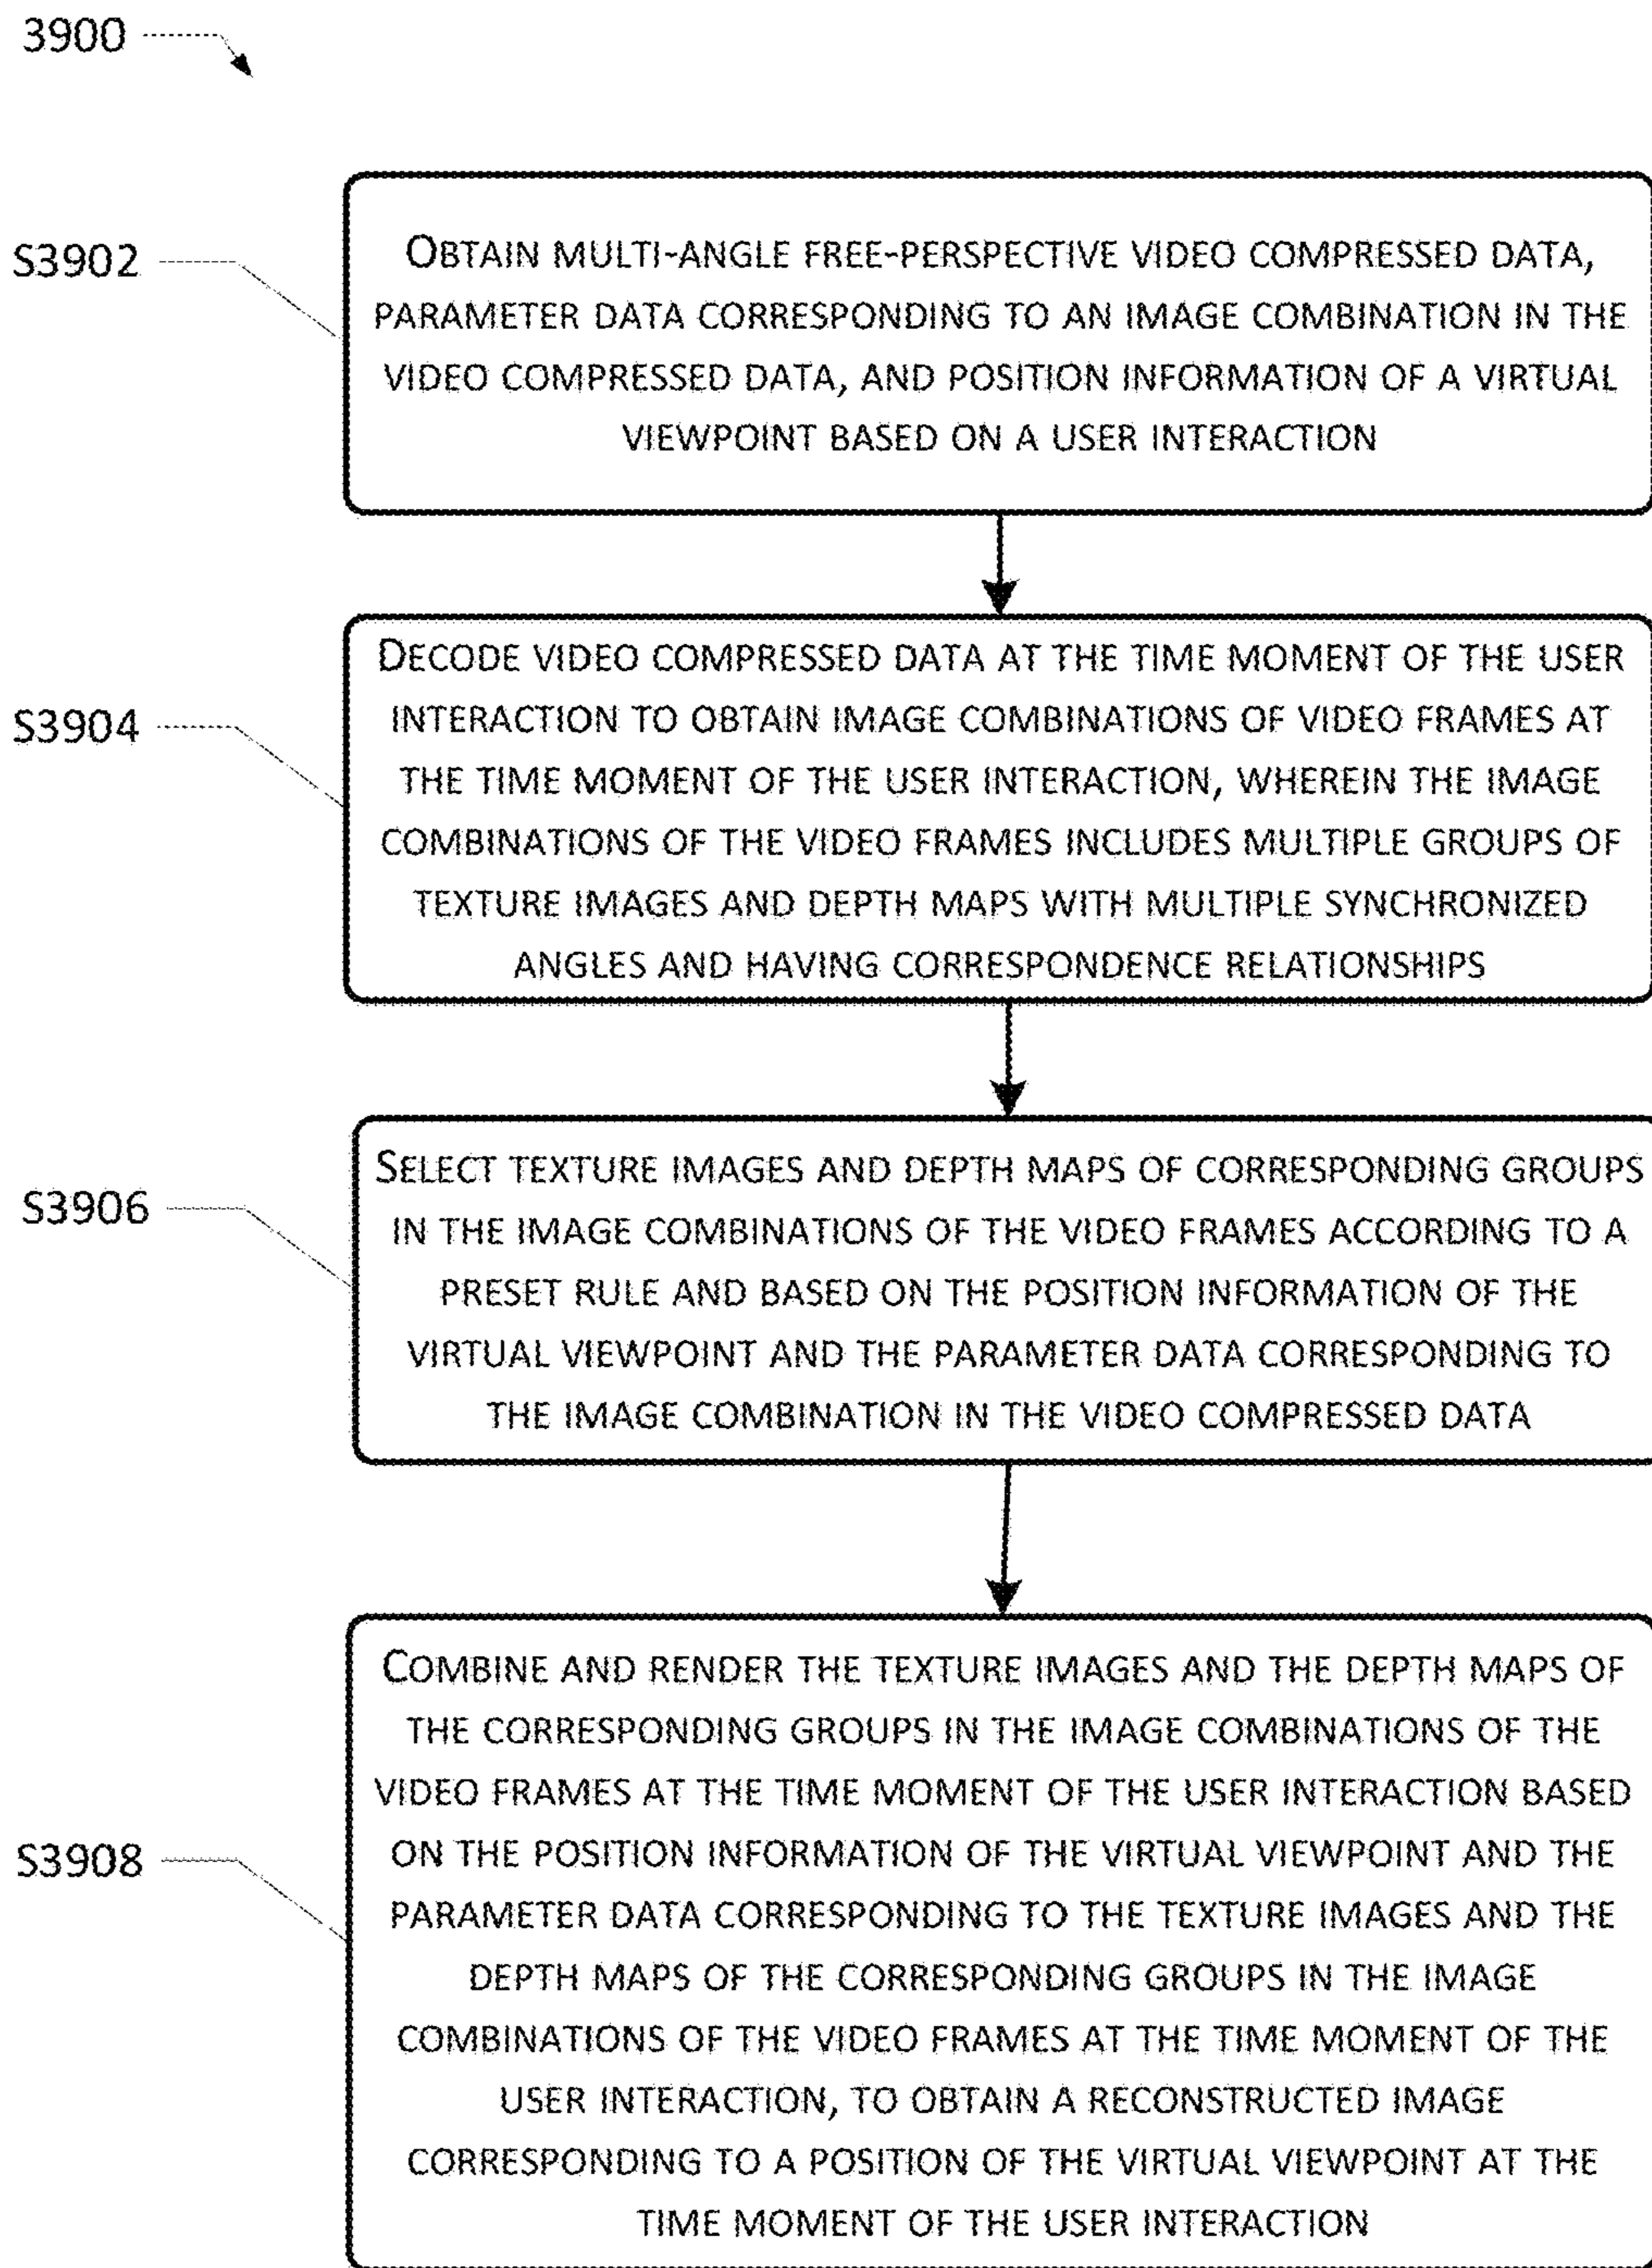 3900
S3902
OBTAIN MULTI-ANGLE FREE-PERSPECTIVE VIDEO COMPRESSED DATA,
PARAMETER DATA CORRESPONDING TO AN IMAGE COMBINATION IN THE
VIDEO COMPRESSED DATA, AND POSITION INFORMATION OF A VIRTUAL
VIEWPOINT BASED ON A USER INTERACTION
S3904
DECODE VIDEO COMPRESSED DATA AT THE TIME MOMENT OF THE USER
INTERACTION TO OBTAIN IMAGE COMBINATIONS OF VIDEO FRAMES AT
THE TIME MOMENT OF THE USER INTERACTION, WHEREIN THE IMAGE
COMBINATIONS OF THE VIDEO FRAMES INCLUDES MULTIPLE GROUPS OF
TEXTURE IMAGES AND DEPTH MAPS WITH MULTIPLE SYNCHRONIZED
ANGLES AND HAVING CORRESPONDENCE RELATIONSHIPS
S3906
SELECT TEXTURE IMAGES AND DEPTH MAPS OF CORRESPONDING GROUPS
IN THE IMAGE COMBINATIONS OF THE VIDEO FRAMES ACCORDING TO A
PRESET RULE AND BASED ON THE POSITION INFORMATION OF THE
VIRTUAL VIEWPOINT AND THE PARAMETER DATA CORRESPONDING TO
THE IMAGE COMBINATION IN THE VIDEO COMPRESSED DATA
S3908
COMBINE AND RENDER THE TEXTURE IMAGES AND THE DEPTH MAPS OF
THE CORRESPONDING GROUPS IN THE IMAGE COMBINATIONS OF THE
VIDEO FRAMES AT THE TIME MOMENT OF THE USER INTERACTION BASED
ON THE POSITION INFORMATION OF THE VIRTUAL VIEWPOINT AND THE
PARAMETER DATA CORRESPONDING TO THE TEXTURE IMAGES AND THE
DEPTH MAPS OF THE CORRESPONDING GROUPS IN THE IMAGE
COMBINATIONS OF THE VIDEO FRAMES AT THE TIME MOMENT OF THE
USER INTERACTION, TO OBTAIN A RECONSTRUCTED IMAGE
CORRESPONDING TO A POSITION OF THE VIRTUAL VIEWPOINT AT THE
TIME MOMENT OF THE USER INTERACTION